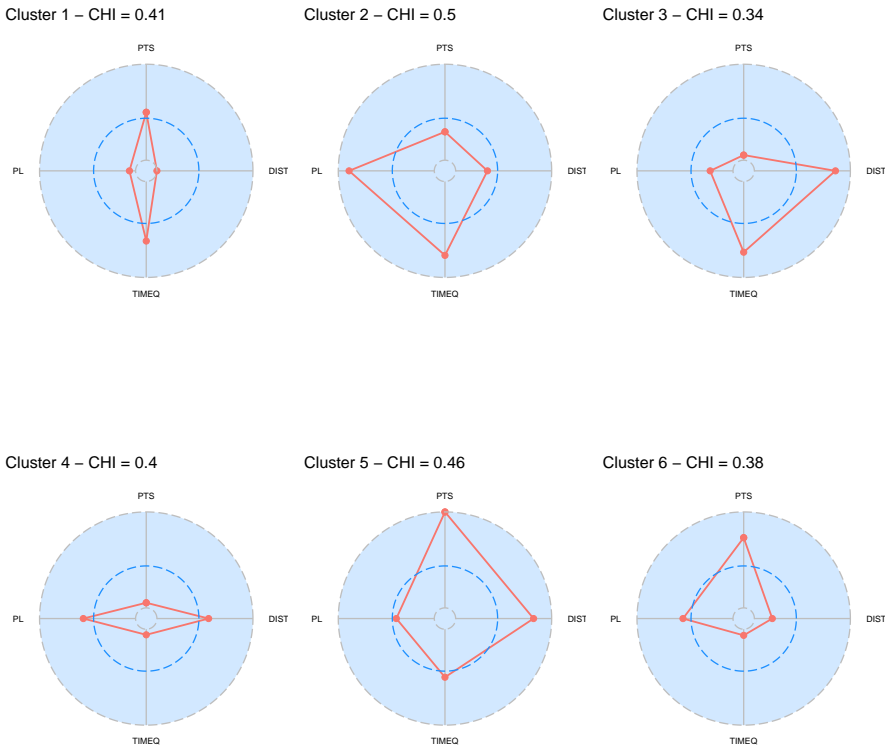 Cluster 1 – CHI = 0.41
PTS
PL
DIST
TIMEQ
Cluster 2 – CHI = 0.5
PTS
PL
DIST
TIMEQ
Cluster 3 – CHI = 0.34
PTS
PL
DIST
TIMEQ
Cluster 4 – CHI = 0.4
PTS
PL
DIST
TIMEQ
Cluster 5 – CHI = 0.46
PTS
PL
DIST
TIMEQ
Cluster 6 – CHI = 0.38
PTS
PL
DIST
TIMEQ